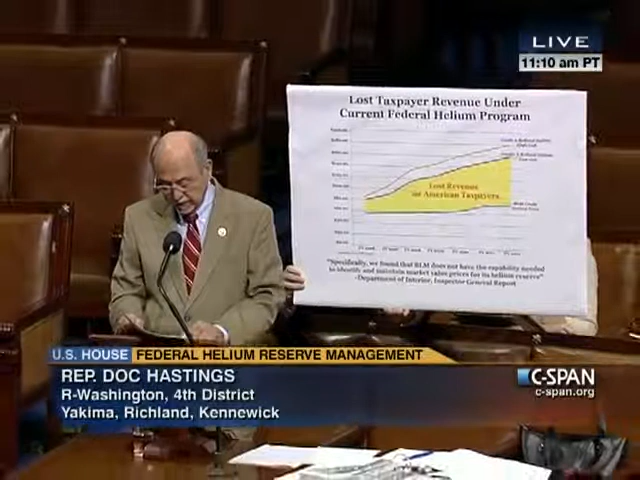 LIVE
11:10 am PT
Lost Taxpayer Revenue Under
Current Federal Helium Program
Lost Revenue
on American Taxpayers
"Specifically, we found that BLM does not have the capability needed
to identify and maintain market value prices for its helium reserve"
-Department of Interior, Inspector General Report
U.S. HOUSE FEDERAL HELIUM RESERVE MANAGEMENT
REP. DOC HASTINGS
R-Washington, 4th District
Yakima, Richland, Kennewick
C-SPAN
c-span.org